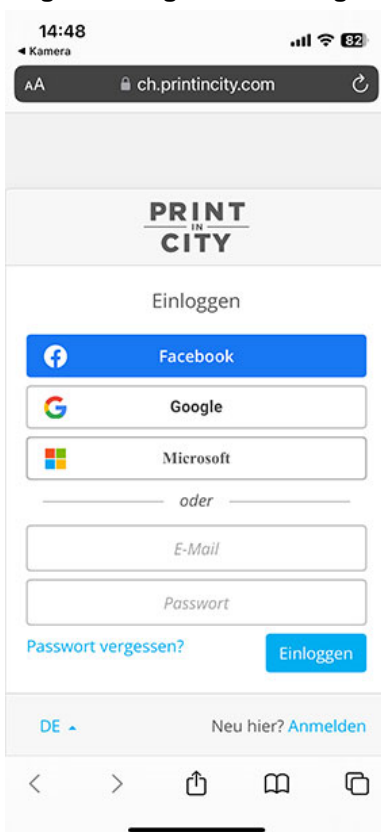 14:48
◄ Kamera
82
AA ch.printincity.com
PRINT
IN
CITY
Einloggen
Facebook
Google
Microsoft
oder
E-Mail
Passwort
Passwort vergessen?
Einloggen
DE
Neu hier? Anmelden